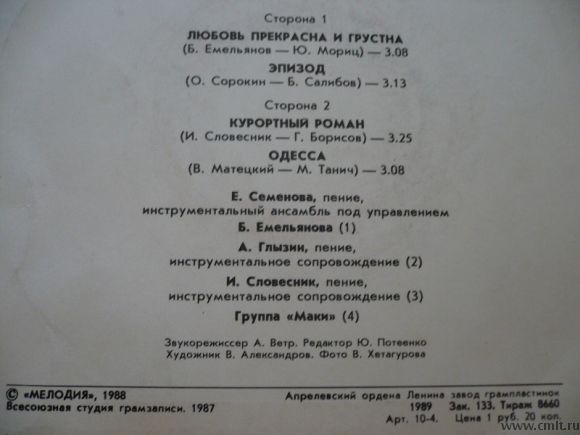 Сторона 1
ЛЮБОВЬ ПРЕКРАСНА И ГРУСТНА
(Б. Емельянов — Ю. Мориц) — 3.08
ЭПИЗОД
(О. Сорокин — Б. Салибов) — 3.13
Сторона 2
КУРОРТНЫЙ РОМАН
(И. Словесник — Г. Борисов) — 3.25
ОДЕССА
(В. Матецкий — М. Танич) — 3.08
Е. Семенова, пение,
инструментальный ансамбль под управлением
Б. Емельянова (1)
А. Глызин, пение,
инструментальное сопровождение (2)
И. Словесник, пение,
инструментальное сопровождение (3)
Группа «Маки» (4)
Звукорежиссер А. Ветр. Редактор Ю. Потеенко
Художник В. Александров. Фото В. Хетагурова
© «МЕЛОДИЯ», 1988
Всесоюзная студия грамзаписи. 1987
Апрелевский ордена Ленина завод грампластинок
1989 Зак. 133. Тираж 8660
Арт. 10-4. Цена 1 руб. 20 коп.
www.cmlt.ru